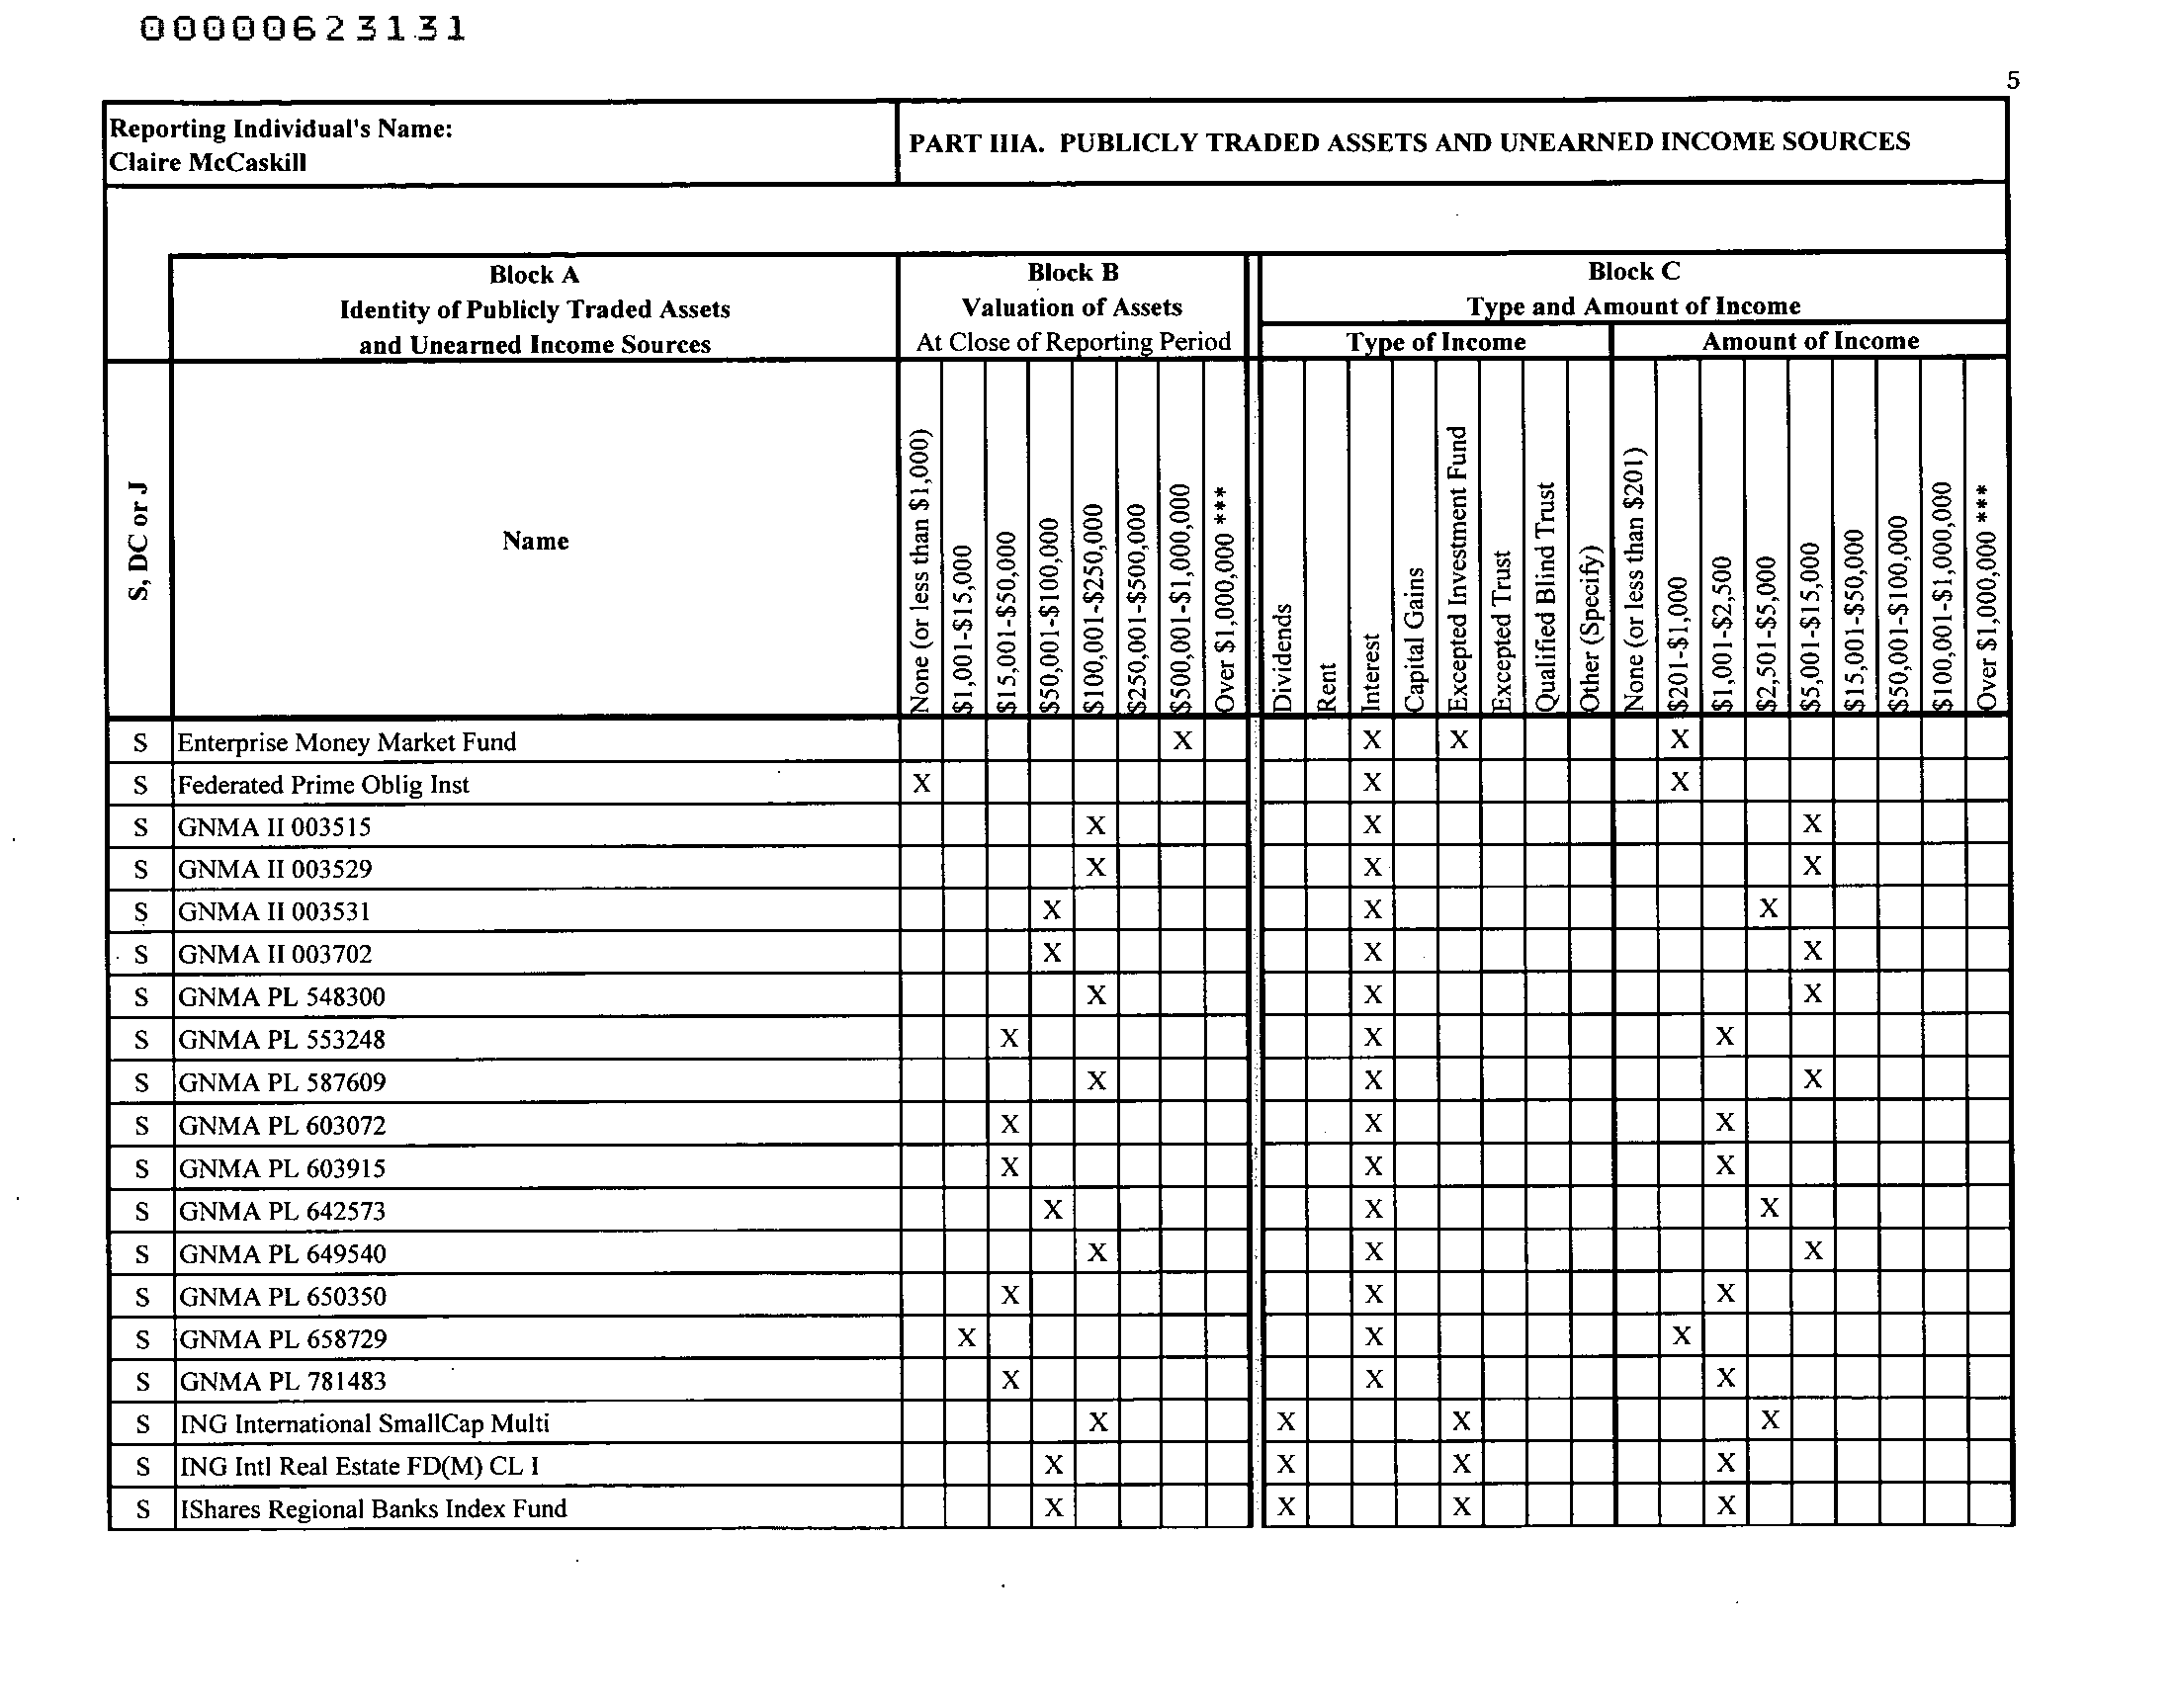 00000623131
5
Reporting Individual's Name:
Claire McCaskill
PART IIIA. PUBLICLY TRADED ASSETS AND UNEARNED INCOME SOURCES
Block A
Identity of Publicly Traded Assets
and Unearned Income Sources
Block B
Valuation of Assets
At Close of Reporting Period
Block C
Type and Amount of Income
Type of Income
Amount of Income
S, DC or J
Name
None (or less than $1,000)
$1,001-$15,000
$15,001-$50,000
$50,001-$100,000
$100,001-$250,000
$250,001-$500,000
$500,001-$1,000,000
Over $1,000,000 ***
Dividends
Rent
Interest
Capital Gains
Excepted Investment Fund
Excepted Trust
Qualified Blind Trust
Other (Specify)
None (or less than $201)
$201-$1,000
$1,001-$2,500
$2,501-$5,000
$5,001-$15,000
$15,001-$50,000
$50,001-$100,000
$100,001-$1,000,000
Over $1,000,000 ***
S Enterprise Money Market Fund X X X X
S Federated Prime Oblig Inst X X X
S GNMA II 003515 X X X
S GNMA II 003529 X X X
S GNMA II 003531 X X X
S GNMA II 003702 X X X
S GNMA PL 548300 X X X
S GNMA PL 553248 X X X
S GNMA PL 587609 X X X
S GNMA PL 603072 X X X
S GNMA PL 603915 X X X
S GNMA PL 642573 X X X
S GNMA PL 649540 X X X
S GNMA PL 650350 X X X
S GNMA PL 658729 X X X
S GNMA PL 781483 X X X
S ING International SmallCap Multi X X X X
S ING Intl Real Estate FD(M) CL I X X X X
S IShares Regional Banks Index Fund X X X X